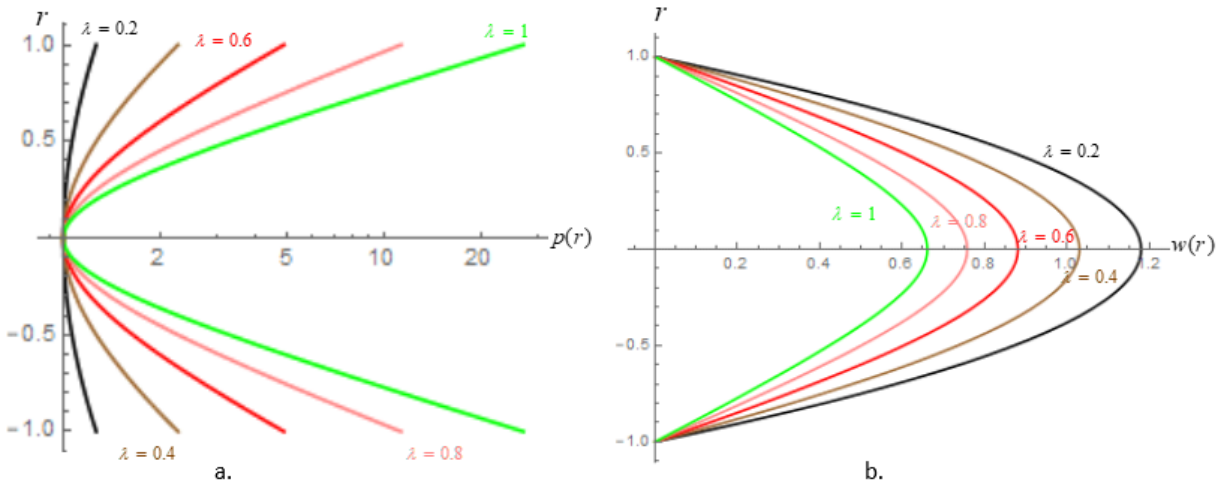 r
λ = 0.2
λ = 0.6
λ = 1
1.0
0.5
2
5
10
20
p(r)
−0.5
−1.0
λ = 0.4
λ = 0.8
a.
r
1.0
0.5
λ = 0.2
λ = 1
λ = 0.8
λ = 0.6
0.2
0.4
0.6
0.8
1.0
1.2
w(r)
λ = 0.4
−0.5
−1.0
b.